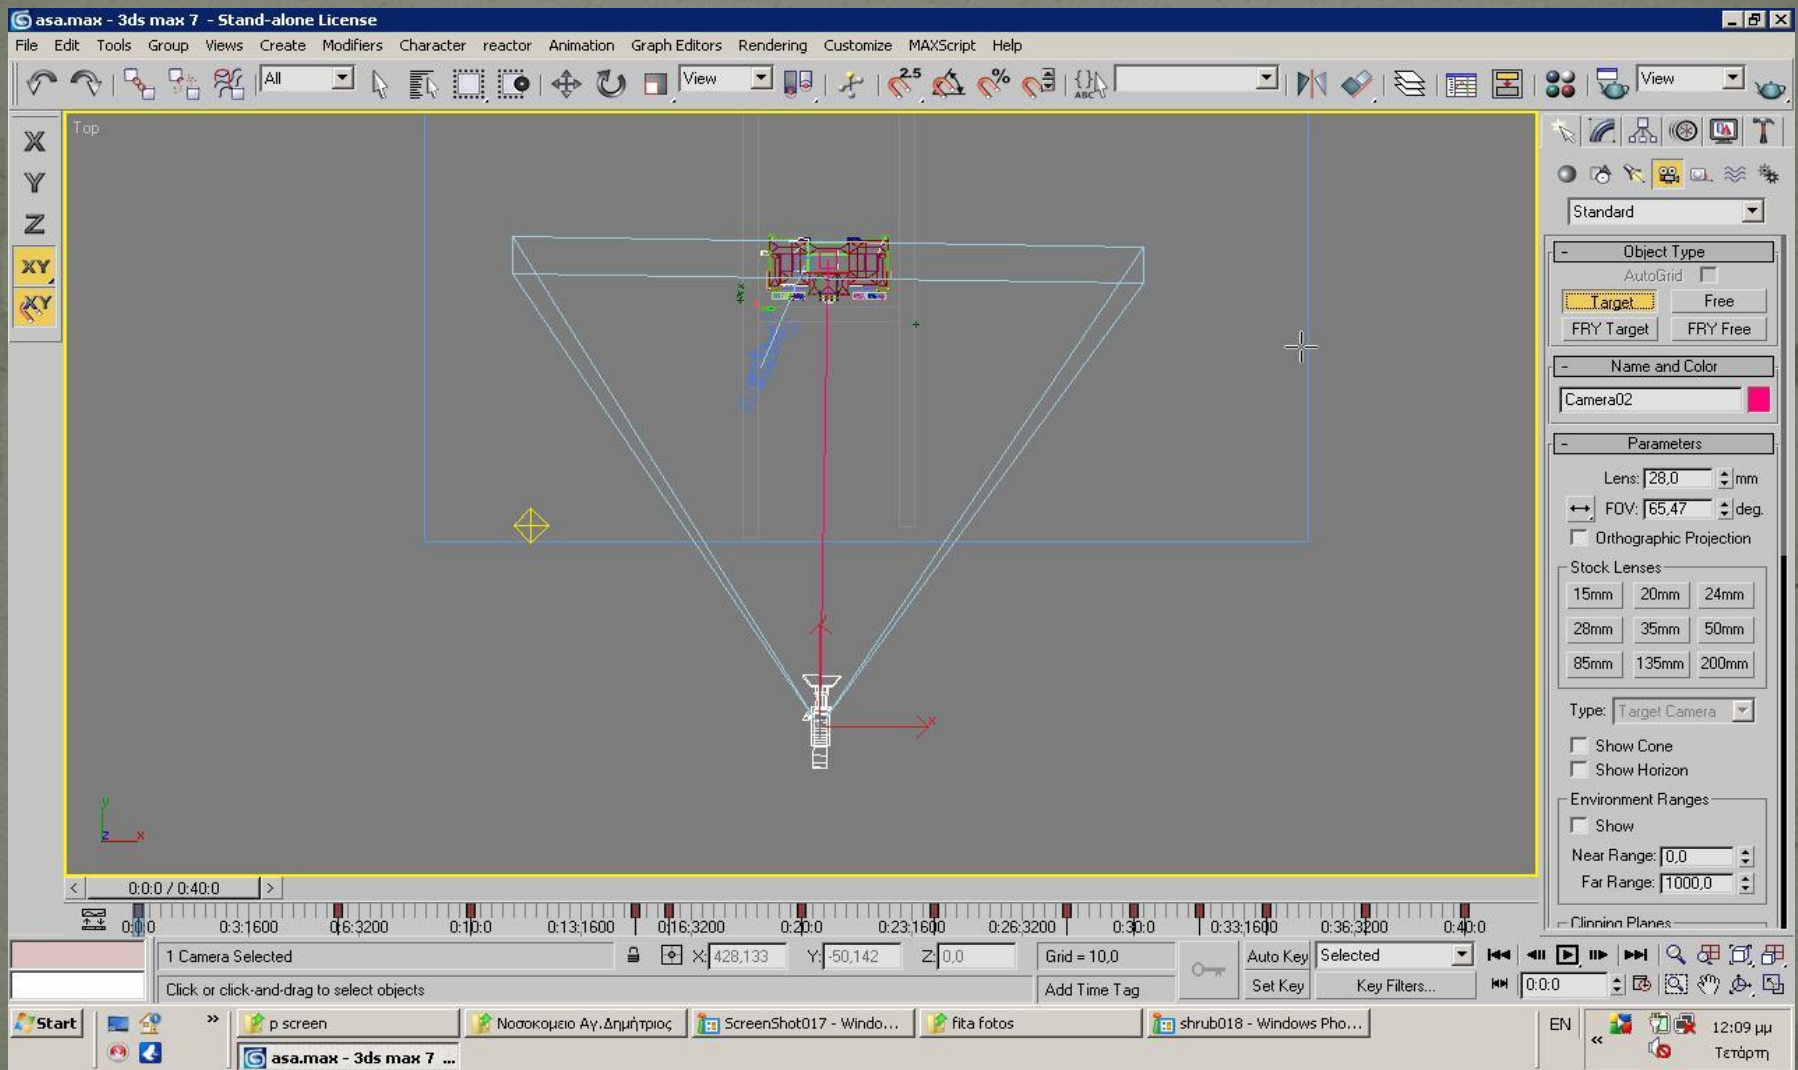 asa.max - 3ds max 7 - Stand-alone License
File Edit Tools Group Views Create Modifiers Character reactor Animation Graph Editors Rendering Customize MAXScript Help
All View 2.5 % {} ABC View
X
Y
Z
XY
XY
Top
x
y
z x
Standard
- Object Type
AutoGrid
Target Free
FRY Target FRY Free
- Name and Color
Camera02
- Parameters
Lens: 28,0 mm
FOV: 65,47 deg.
Orthographic Projection
Stock Lenses
15mm 20mm 24mm
28mm 35mm 50mm
85mm 135mm 200mm
Type: Target Camera
Show Cone
Show Horizon
Environment Ranges
Show
Near Range: 0,0
Far Range: 1000,0
Clipping Planes
< 0:0:0 / 0:40:0 >
0:0:0 0:3:1600 0:6:3200 0:10:0 0:13:1600 0:16:3200 0:20:0 0:23:1600 0:26:3200 0:30:0 0:33:1600 0:36:3200 0:40:0
1 Camera Selected X: 428,133 Y: -50,142 Z: 0,0 Grid = 10,0 Auto Key Selected
Click or click-and-drag to select objects Add Time Tag Set Key Key Filters... 0:0:0
Start » p screen Νοσοκομειο Αγ.Δημήτριος ScreenShot017 - Windo... fita fotos shrub018 - Windows Pho... EN « 12:09 μμ
asa.max - 3ds max 7 ... Τετάρτη